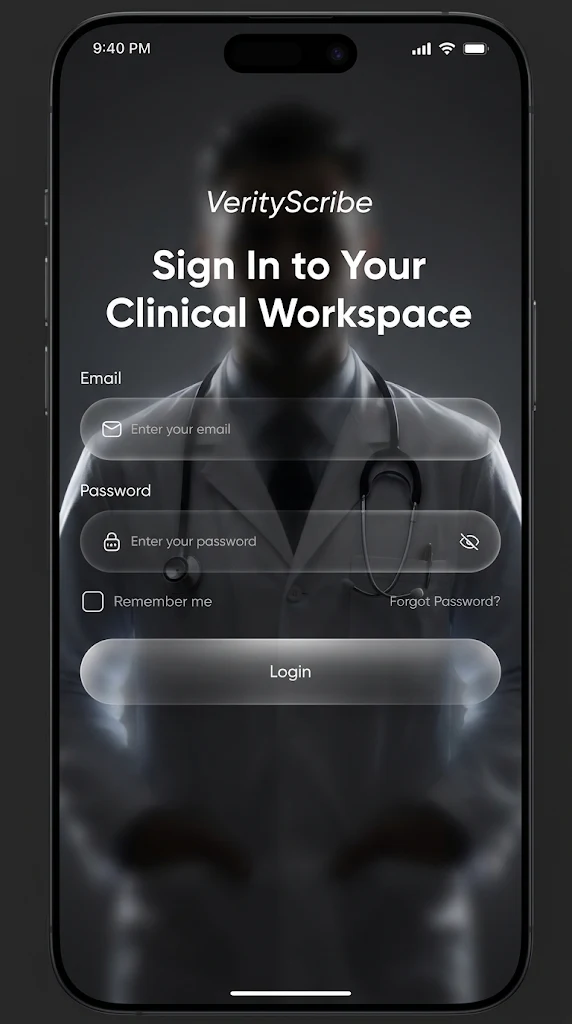 9:40 PM
VerityScribe
Sign In to Your
Clinical Workspace
Email
Enter your email
Password
Enter your password
Remember me
Forgot Password?
Login